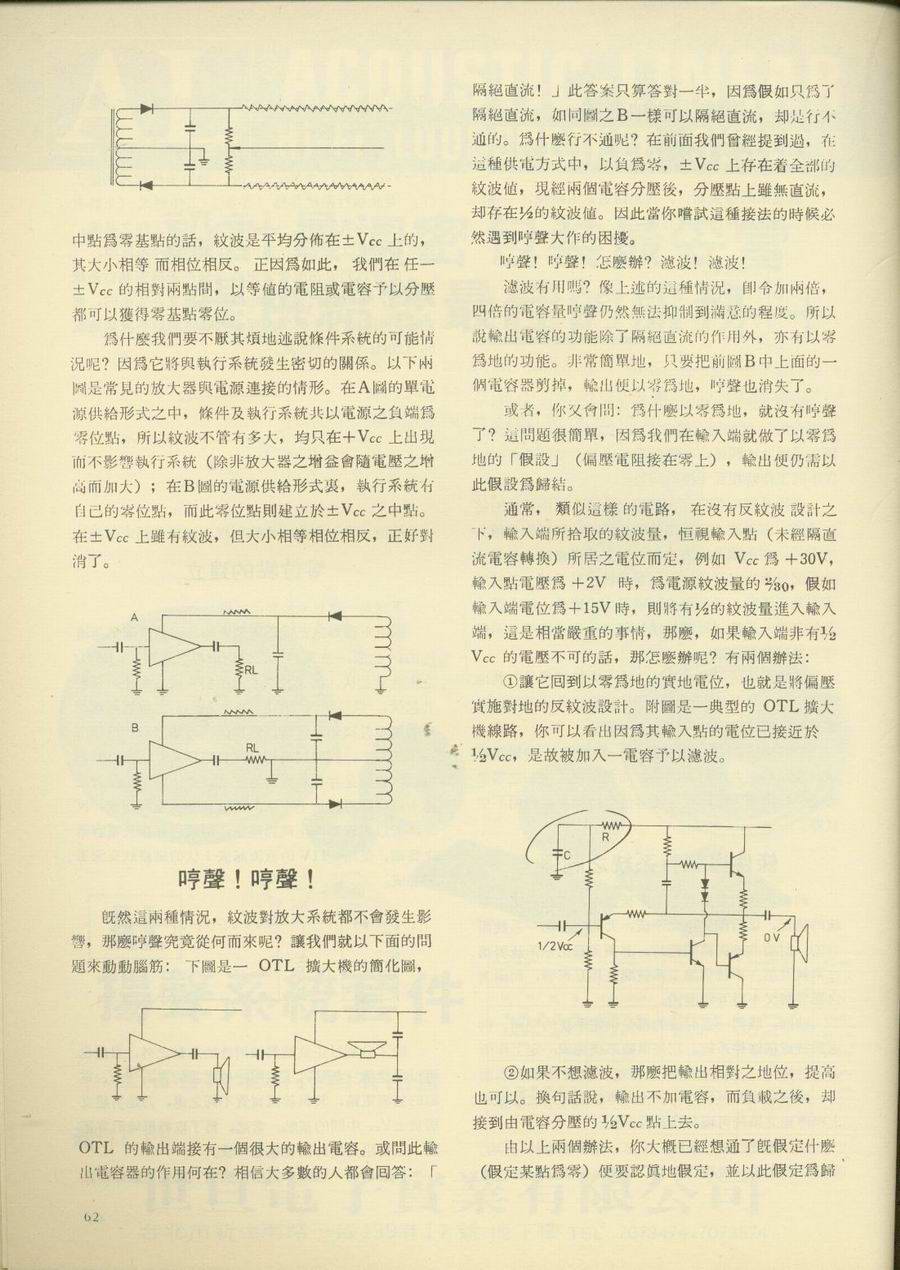 中點爲零基點的話，紋波是平均分佈在±Vcc 上的，
其大小相等 而相位相反。 正因爲如此， 我們在 任一
±Vcc 的相對兩點間，以等値的電阻或電容予以分壓
都可以獲得零基點零位。
爲什麽我們要不厭其煩地述說條件系統的可能情
況呢？因爲它將與執行系統發生密切的關係。以下兩
圖是常見的放大器與電源連接的情形。在A圖的單電
源供給形式之中，條件及執行系統共以電源之負端爲
零位點，所以紋波不管有多大，均只在＋Vcc 上出現
而不影響執行系統（除非放大器之增益會隨電壓之增
高而加大）；在B圖的電源供給形式裏，執行系統有
自己的零位點，而此零位點則建立於±Vcc 之中點。
在±Vcc 上雖有紋波，但大小相等相位相反，正好對
消了。
A
RL
B
RL
哼聲！哼聲！
旣然這兩種情況，紋波對放大系統都不會發生影
響，那麽哼聲究竟從何而來呢？讓我們就以下面的問
題來動動腦筋： 下圖是一 OTL 擴大機的簡化圖，
OTL 的輸出端接有一個很大的輸出電容。或問此輸
出電容器的作用何在？相信大多數的人都會回答：「
隔絕直流！」此答案只算答對一半，因爲假如只爲了
隔絕直流，如同圖之B一樣可以隔絕直流，却是行不
通的。爲什麽行不通呢？在前面我們曾經提到過，在
這種供電方式中，以負爲零，±Vcc 上存在着全部的
紋波値，現經兩個電容分壓後，分壓點上雖無直流，
却存在½的紋波値。因此當你嚐試這種接法的時候必
然遇到哼聲大作的困擾。
哼聲！哼聲！怎麽辦？濾波！濾波！
濾波有用嗎？像上述的這種情況，卽令加兩倍，
四倍的電容量哼聲仍然無法抑制到滿意的程度。所以
說輸出電容的功能除了隔絕直流的作用外，亦有以零
爲地的功能。非常簡單地，只要把前圖B中上面的一
個電容器剪掉，輸出便以零爲地，哼聲也消失了。
或者，你又會問：爲什麽以零爲地，就沒有哼聲
了？這問題很簡單，因爲我們在輸入端就做了以零爲
地的「假設」（偏壓電阻接在零上），輸出便仍需以
此假設爲歸結。
通常， 類似這樣 的電路， 在沒有反紋波 設計之
下，輸入端所拾取的紋波量，恒視輸入點（未經隔直
流電容轉換）所居之電位而定，例如 Vcc 爲 ＋30V，
輸入點電壓爲 ＋2V 時，爲電源紋波量的 2/30，假如
輸入端電位爲＋15V 時，則將有½的紋波量進入輸入
端，這是相當嚴重的事情，那麽，如果輸入端非有½
Vcc 的電壓不可的話，那怎麽辦呢？有兩個辦法：
①讓它回到以零爲地的實地電位，也就是將偏壓
實施對地的反紋波設計。附圖是一典型的 OTL 擴大
機線路，你可以看出因爲其輸入點的電位已接近於
½Vcc，是故被加入一電容予以濾波。
R
C
1/2Vcc
0V
②如果不想濾波，那麽把輸出相對之地位，提高
也可以。換句話說，輸出不加電容，而負載之後，却
接到由電容分壓的 ½Vcc 點上去。
由以上兩個辦法，你大概已經想通了旣假定什麽
（假定某點爲零）便要認眞地假定，並以此假定爲歸
62